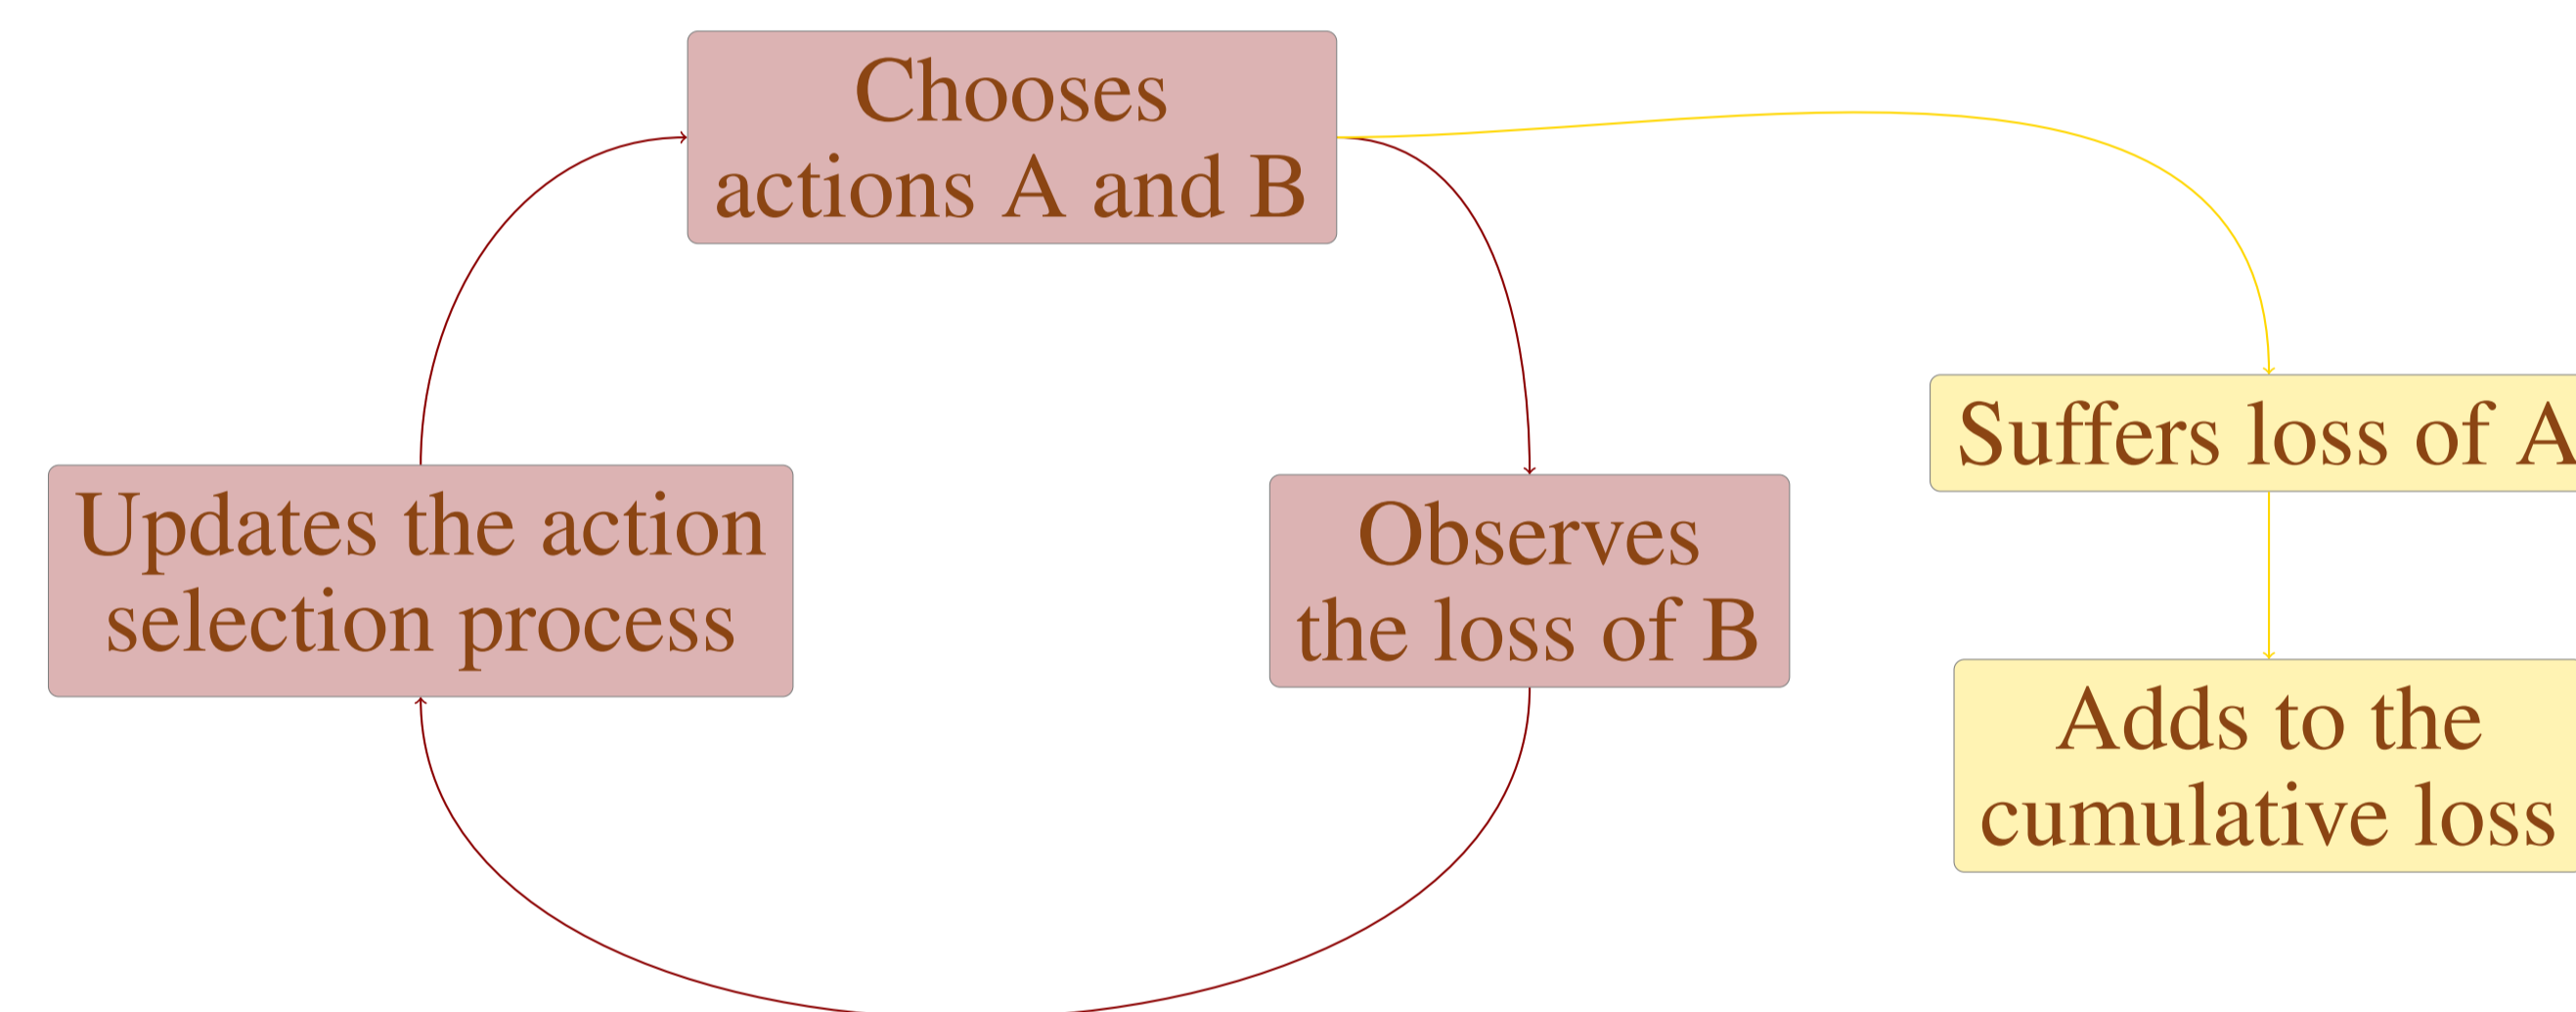 Chooses
actions A and B
Suffers loss of A
Updates the action
selection process
Observes
the loss of B
Adds to the
cumulative loss